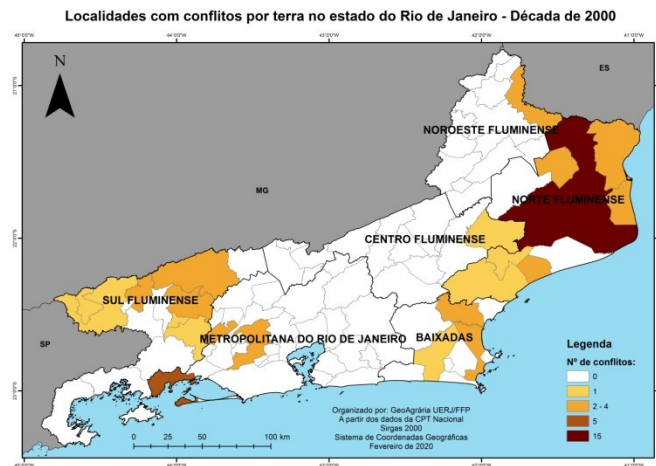 Localidades com conflitos por terra no estado do Rio de Janeiro - Década de 2000
N
ES
NOROESTE FLUMINENSE
MG
NORTE FLUMINENSE
CENTRO FLUMINENSE
SUL FLUMINENSE
SP
METROPOLITANA DO RIO DE JANEIRO
BAIXADAS
Legenda
Nº de conflitos:
0
1
2 - 4
5
15
Organizado por: GeoAgrária UERJ/FFP
A partir dos dados da CPT Nacional
Sirgas 2000
Sistema de Coordenadas Geográficas
Fevereiro de 2020
0 25 50 100 km